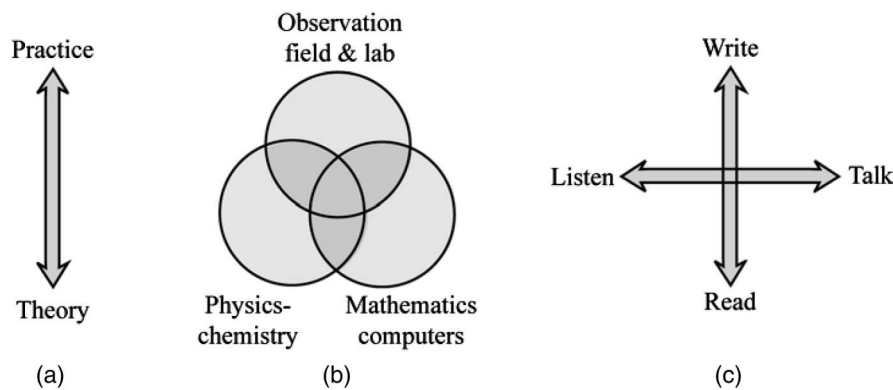 Practice
Theory
(a)
Observation
field & lab
Physics-
chemistry
Mathematics
computers
(b)
Write
Listen
Talk
Read
(c)